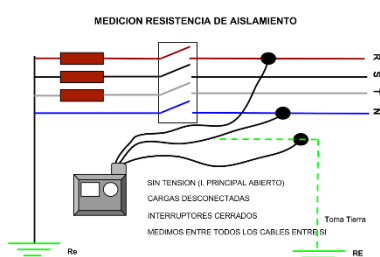 MEDICION RESISTENCIA DE AISLAMIENTO
R
S
T
N
SIN TENSION (I. PRINCIPAL ABIERTO)
CARGAS DESCONECTADAS
INTERRUPTORES CERRADOS
MEDIMOS ENTRE TODOS LOS CABLES ENTRE SI
Toma Tierra
Re
RE